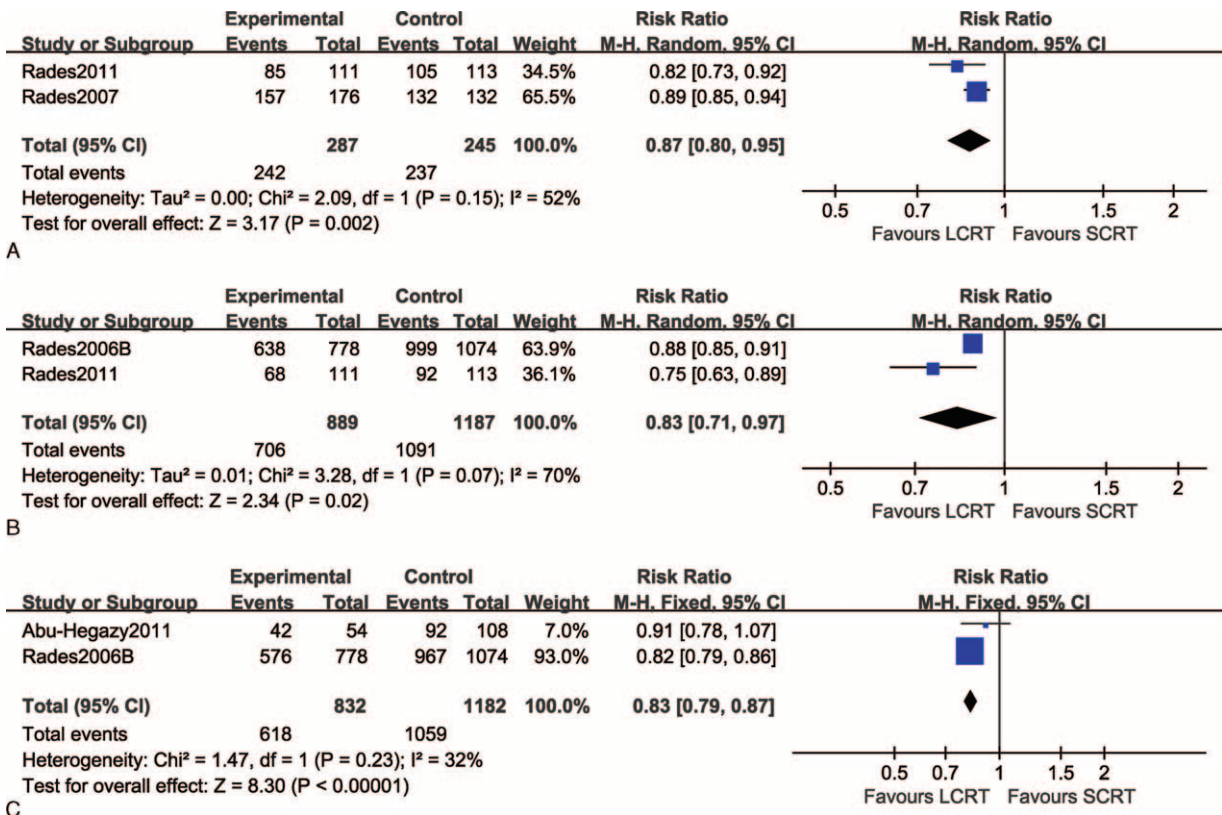 Experimental Control Risk Ratio Risk Ratio
Study or Subgroup Events Total Events Total Weight M-H, Random, 95% CI M-H, Random, 95% CI
Rades2011 85 111 105 113 34.5% 0.82 [0.73, 0.92]
Rades2007 157 176 132 132 65.5% 0.89 [0.85, 0.94]
Total (95% CI) 287 245 100.0% 0.87 [0.80, 0.95]
Total events 242 237
Heterogeneity: Tau² = 0.00; Chi² = 2.09, df = 1 (P = 0.15); I² = 52%
Test for overall effect: Z = 3.17 (P = 0.002)
0.5 0.7 1 1.5 2
Favours LCRT Favours SCRT
A
Experimental Control Risk Ratio Risk Ratio
Study or Subgroup Events Total Events Total Weight M-H, Random, 95% CI M-H, Random, 95% CI
Rades2006B 638 778 999 1074 63.9% 0.88 [0.85, 0.91]
Rades2011 68 111 92 113 36.1% 0.75 [0.63, 0.89]
Total (95% CI) 889 1187 100.0% 0.83 [0.71, 0.97]
Total events 706 1091
Heterogeneity: Tau² = 0.01; Chi² = 3.28, df = 1 (P = 0.07); I² = 70%
Test for overall effect: Z = 2.34 (P = 0.02)
0.5 0.7 1 1.5 2
Favours LCRT Favours SCRT
B
Experimental Control Risk Ratio Risk Ratio
Study or Subgroup Events Total Events Total Weight M-H, Fixed, 95% CI M-H, Fixed, 95% CI
Abu-Hegazy2011 42 54 92 108 7.0% 0.91 [0.78, 1.07]
Rades2006B 576 778 967 1074 93.0% 0.82 [0.79, 0.86]
Total (95% CI) 832 1182 100.0% 0.83 [0.79, 0.87]
Total events 618 1059
Heterogeneity: Chi² = 1.47, df = 1 (P = 0.23); I² = 32%
Test for overall effect: Z = 8.30 (P < 0.00001)
0.5 0.7 1 1.5 2
Favours LCRT Favours SCRT
C